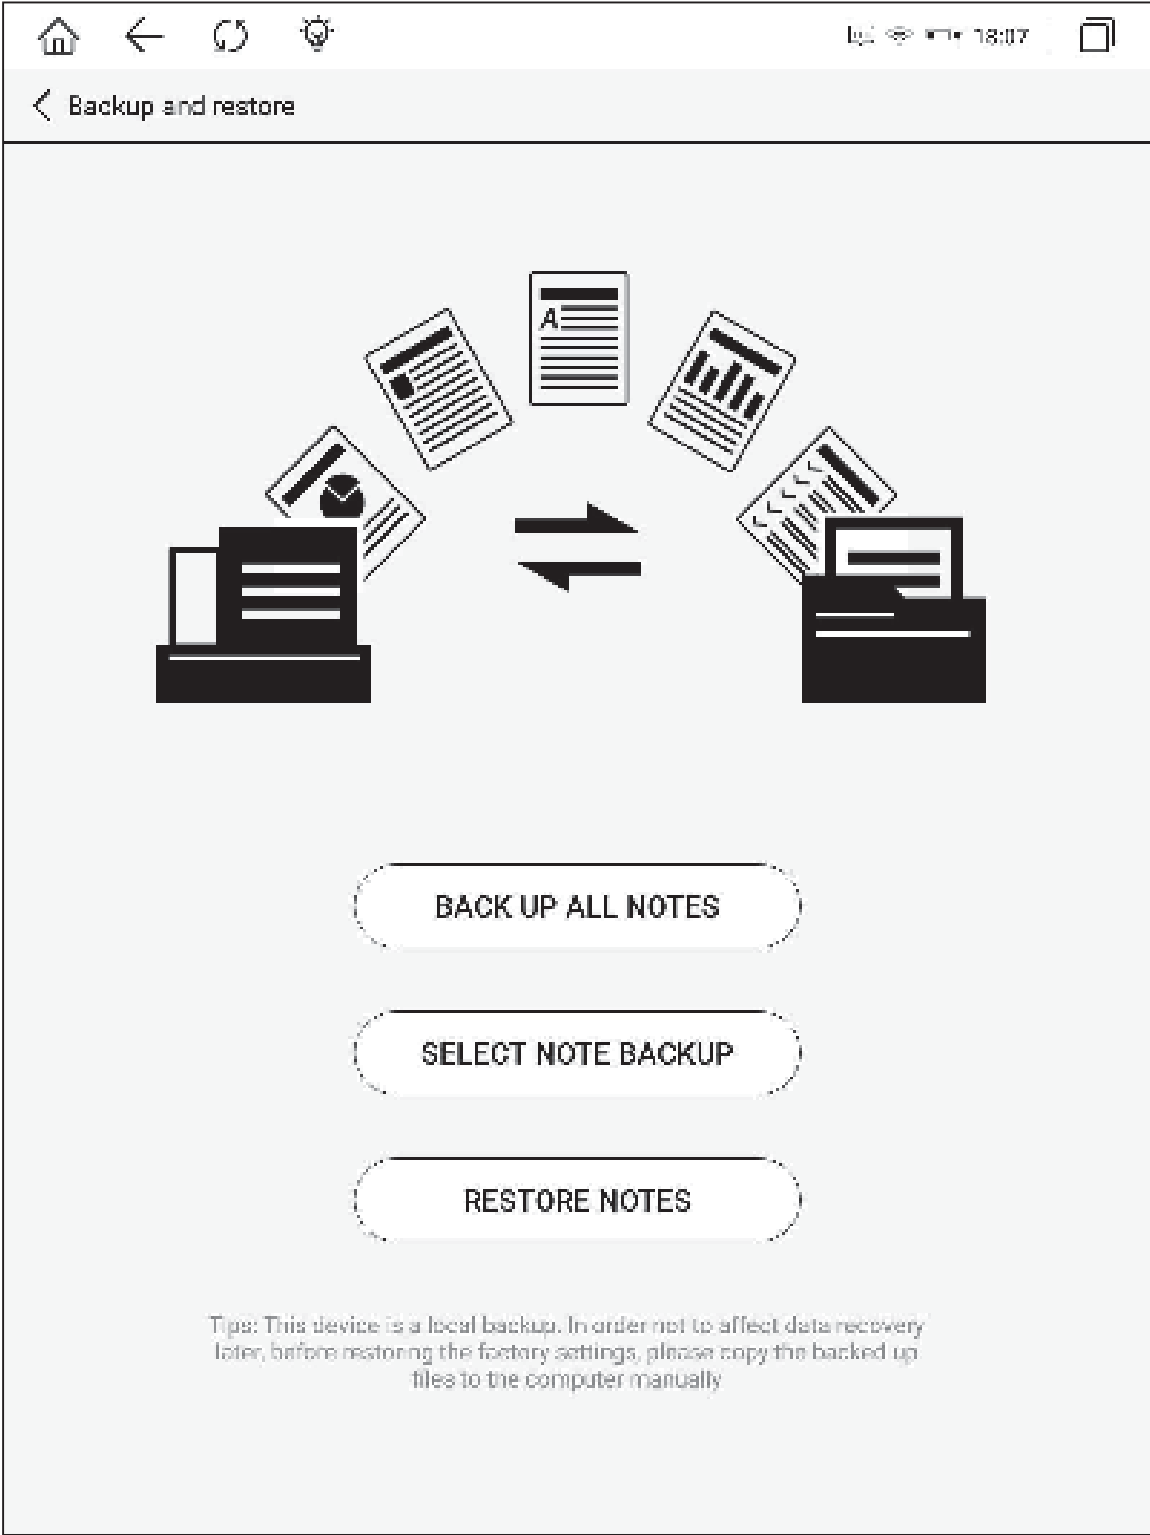 18:07
Backup and restore
A
BACK UP ALL NOTES
SELECT NOTE BACKUP
RESTORE NOTES
Tips: This device is a local backup. In order not to affect data recovery
later, before restoring the factory settings, please copy the backed up
files to the computer manually